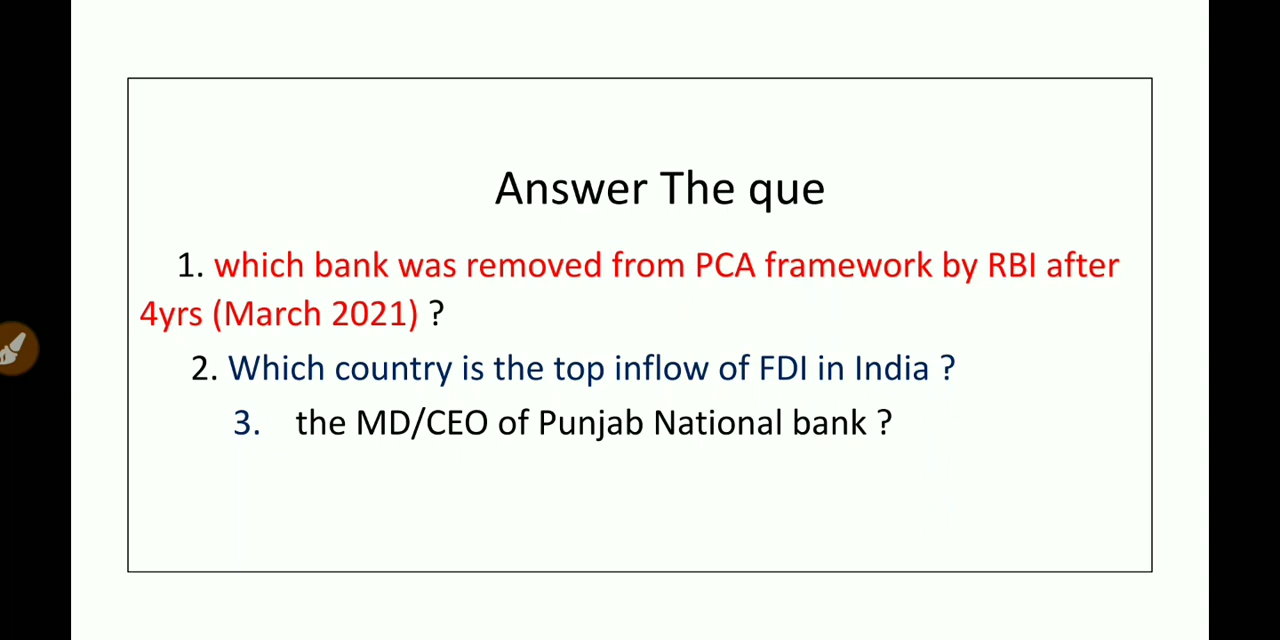 Answer The que
1. which bank was removed from PCA framework by RBI after
4yrs (March 2021) ?
2. Which country is the top inflow of FDI in India ?
3. the MD/CEO of Punjab National bank ?